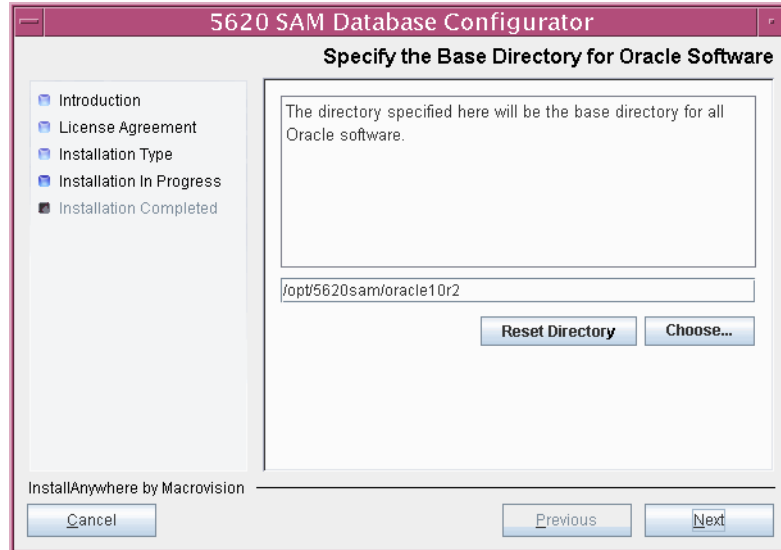 5620 SAM Database Configurator
Specify the Base Directory for Oracle Software
Introduction
License Agreement
Installation Type
Installation In Progress
Installation Completed
The directory specified here will be the base directory for all
Oracle software.
/opt/5620sam/oracle10r2
Reset Directory
Choose...
InstallAnywhere by Macrovision
Cancel
Previous
Next